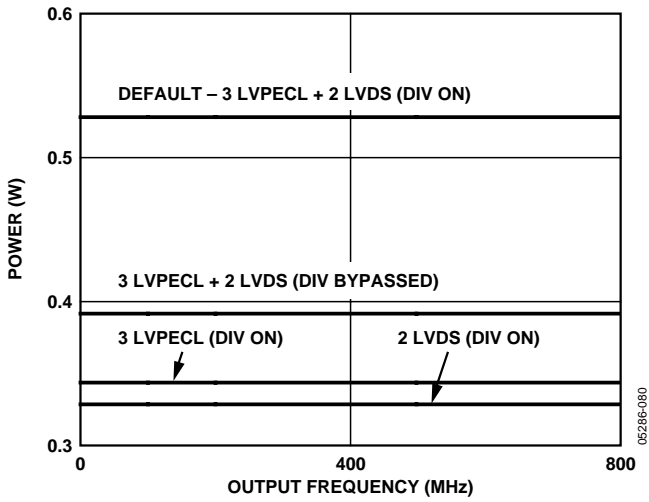 0.6
DEFAULT – 3 LVPECL + 2 LVDS (DIV ON)
0.5
POWER (W)
3 LVPECL + 2 LVDS (DIV BYPASSED)
0.4
3 LVPECL (DIV ON)
2 LVDS (DIV ON)
0.3
0
400
800
OUTPUT FREQUENCY (MHz)
05286-080